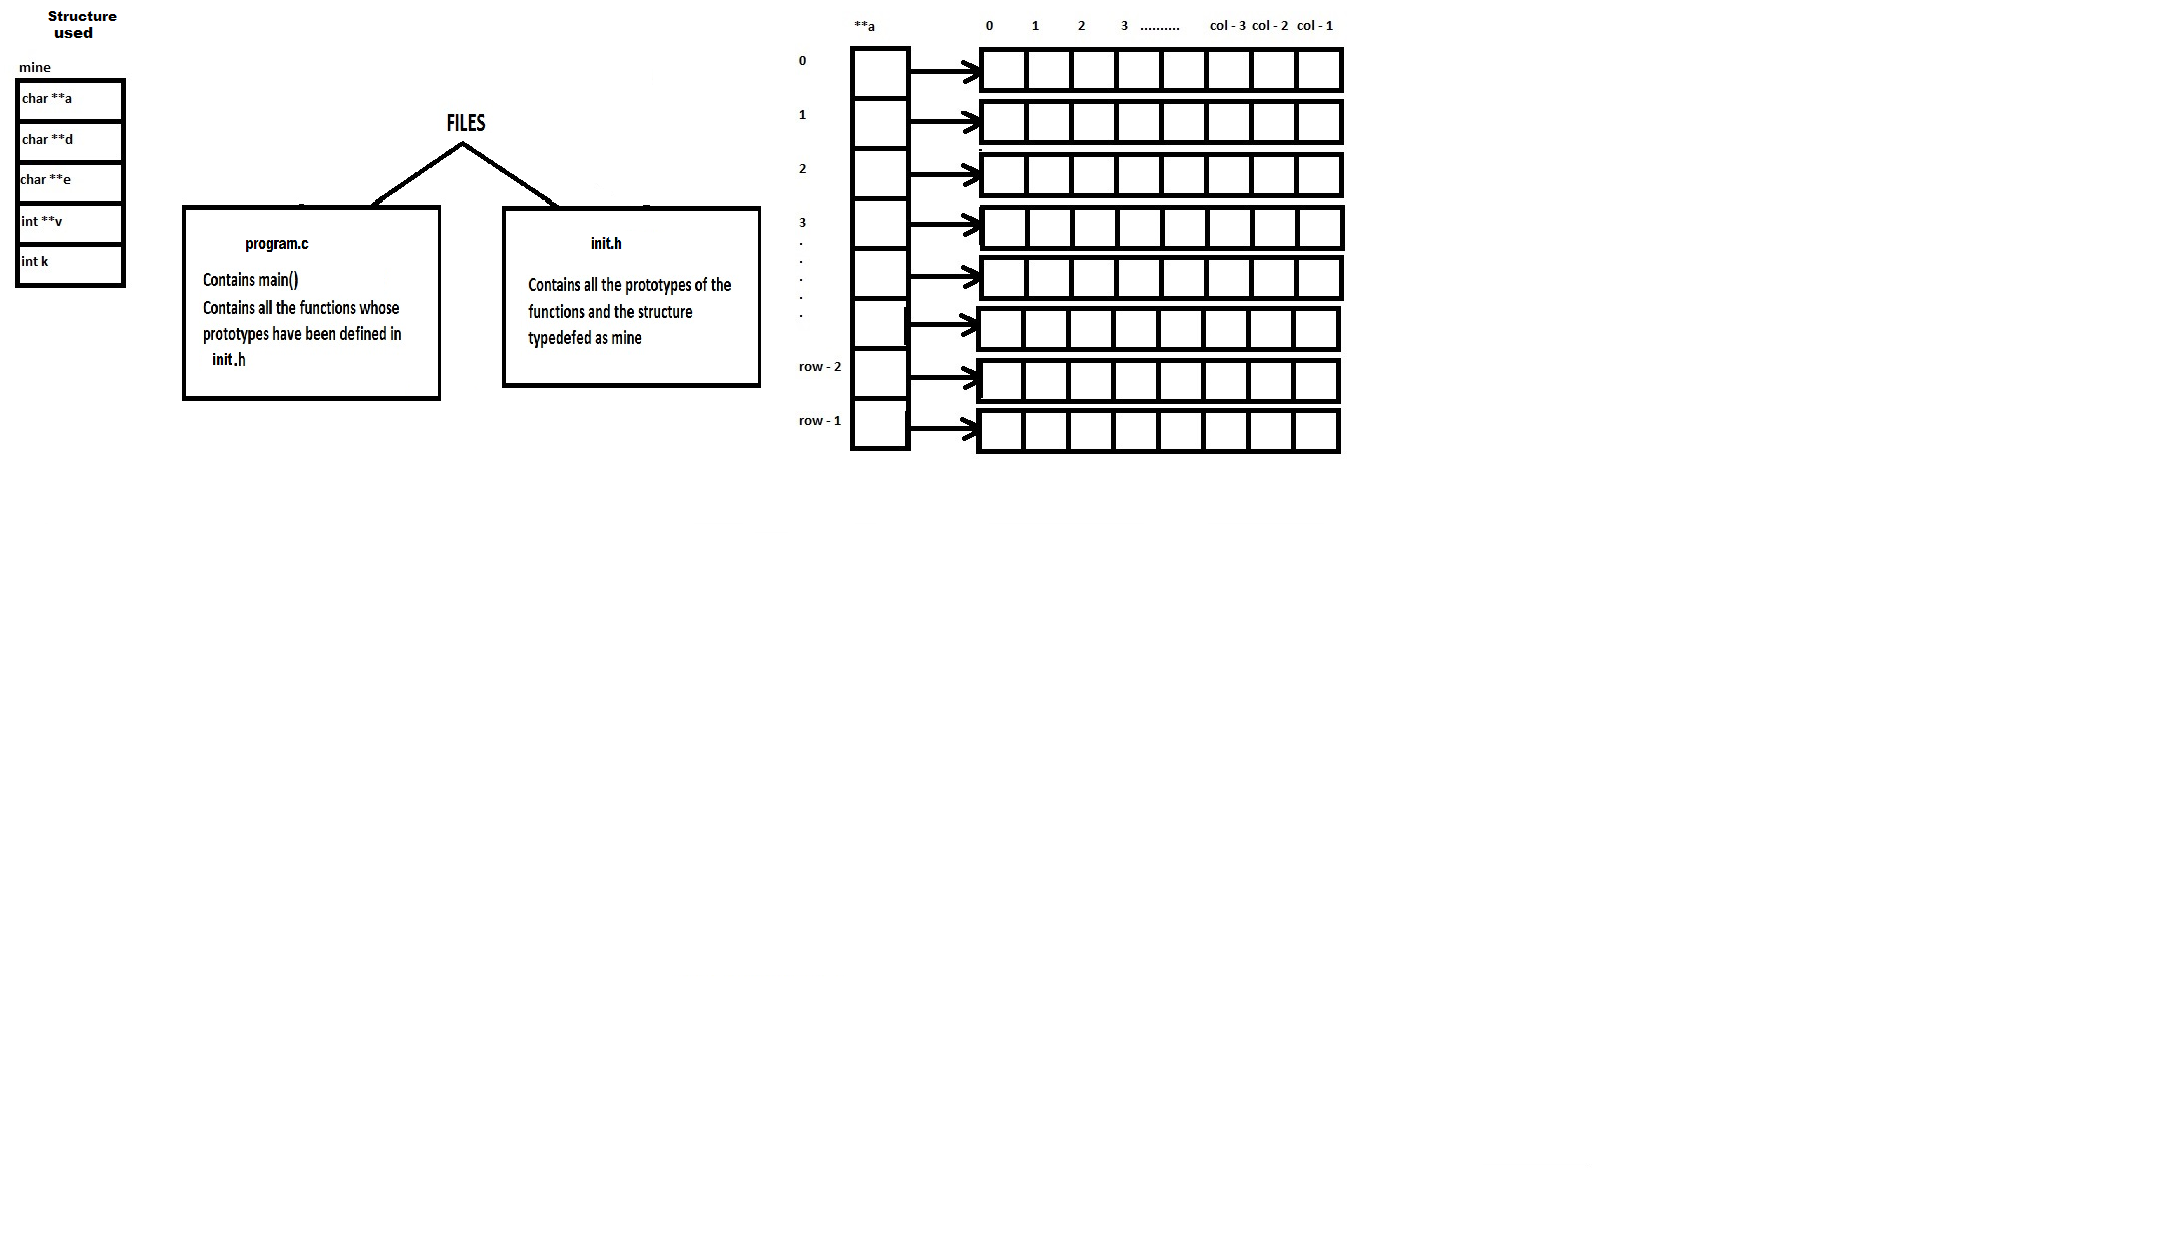 Structure
used
mine
char **a
char **d
char **e
int **v
int k
FILES
program.c
Contains main()
Contains all the functions whose
prototypes have been defined in
init.h
init.h
Contains all the prototypes of the
functions and the structure
typedefed as mine
**a
0 1 2 3 .......... col - 3 col - 2 col - 1
0
1
2
3
.
.
.
.
.
row - 2
row - 1